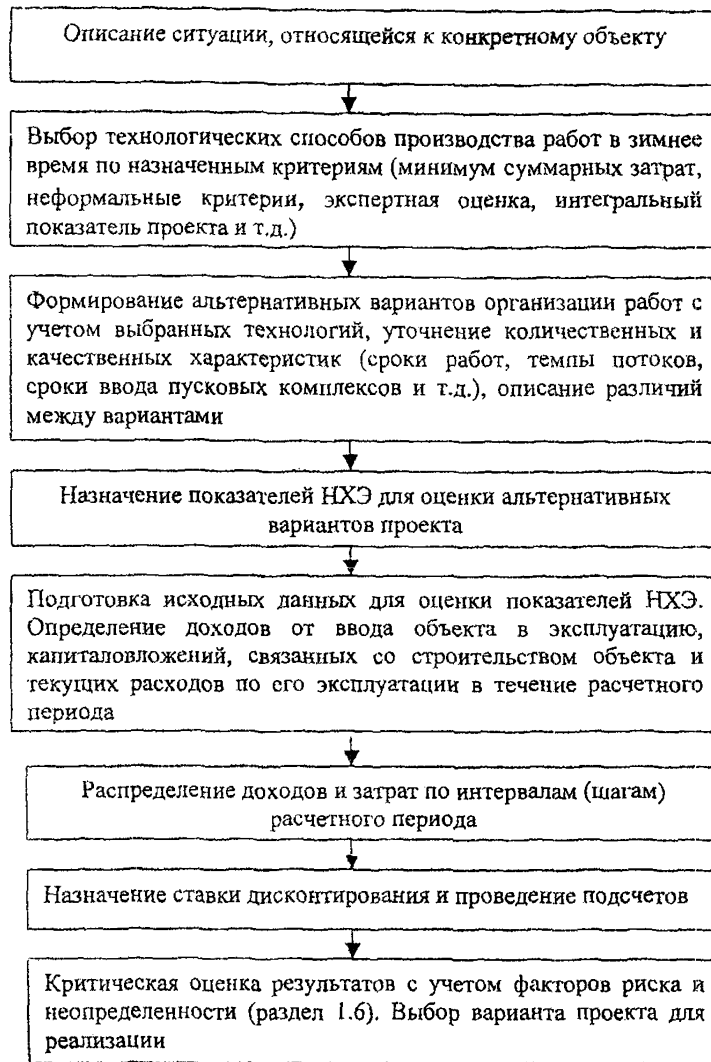 Описание ситуации, относящейся к конкретному объекту
Выбор технологических способов производства работ в зимнее
время по назначенным критериям (минимум суммарных затрат,
неформальные критерии, экспертная оценка, интегральный
показатель проекта и т.д.)
Формирование альтернативных вариантов организации работ с
учетом выбранных технологий, уточнение количественных и
качественных характеристик (сроки работ, темпы потоков,
сроки ввода пусковых комплексов и т.д.), описание различий
между вариантами
Назначение показателей НХЭ для оценки альтернативных
вариантов проекта
Подготовка исходных данных для оценки показателей НХЭ.
Определение доходов от ввода объекта в эксплуатацию,
капиталовложений, связанных со строительством объекта и
текущих расходов по его эксплуатации в течение расчетного
периода
Распределение доходов и затрат по интервалам (шагам)
расчетного периода
Назначение ставки дисконтирования и проведение подсчетов
Критическая оценка результатов с учетом факторов риска и
неопределенности (раздел 1.6). Выбор варианта проекта для
реализации